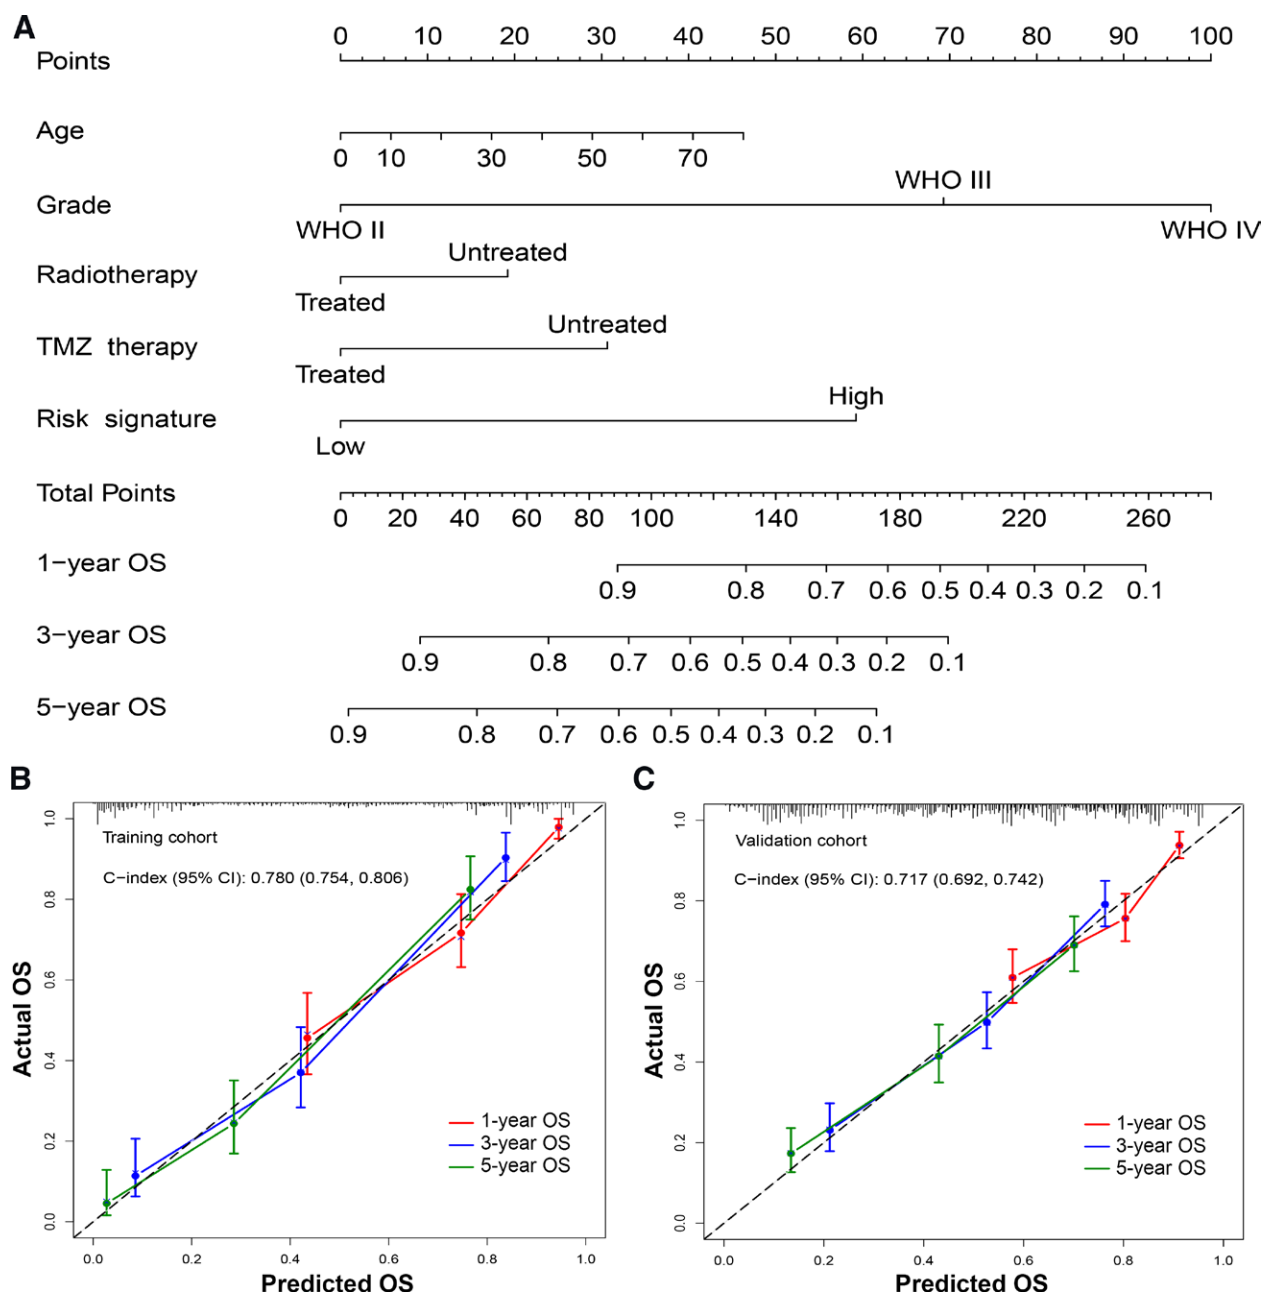 A
0 10 20 30 40 50 60 70 80 90 100
Points
Age
0 10 30 50 70
WHO III
Grade
WHO II WHO IV
Untreated
Radiotherapy
Treated
Untreated
TMZ therapy
Treated
High
Risk signature
Low
Total Points
0 20 40 60 80 100 140 180 220 260
1−year OS
0.9 0.8 0.7 0.6 0.5 0.4 0.3 0.2 0.1
3−year OS
0.9 0.8 0.7 0.6 0.5 0.4 0.3 0.2 0.1
5−year OS
0.9 0.8 0.7 0.6 0.5 0.4 0.3 0.2 0.1
B
Training cohort
C−index (95% CI): 0.780 (0.754, 0.806)
1-year OS
3-year OS
5-year OS
Actual OS
0.0 0.2 0.4 0.6 0.8 1.0
0.0 0.2 0.4 0.6 0.8 1.0
Predicted OS
C
Validation cohort
C−index (95% CI): 0.717 (0.692, 0.742)
1-year OS
3-year OS
5-year OS
Actual OS
0.0 0.2 0.4 0.6 0.8 1.0
0.0 0.2 0.4 0.6 0.8 1.0
Predicted OS